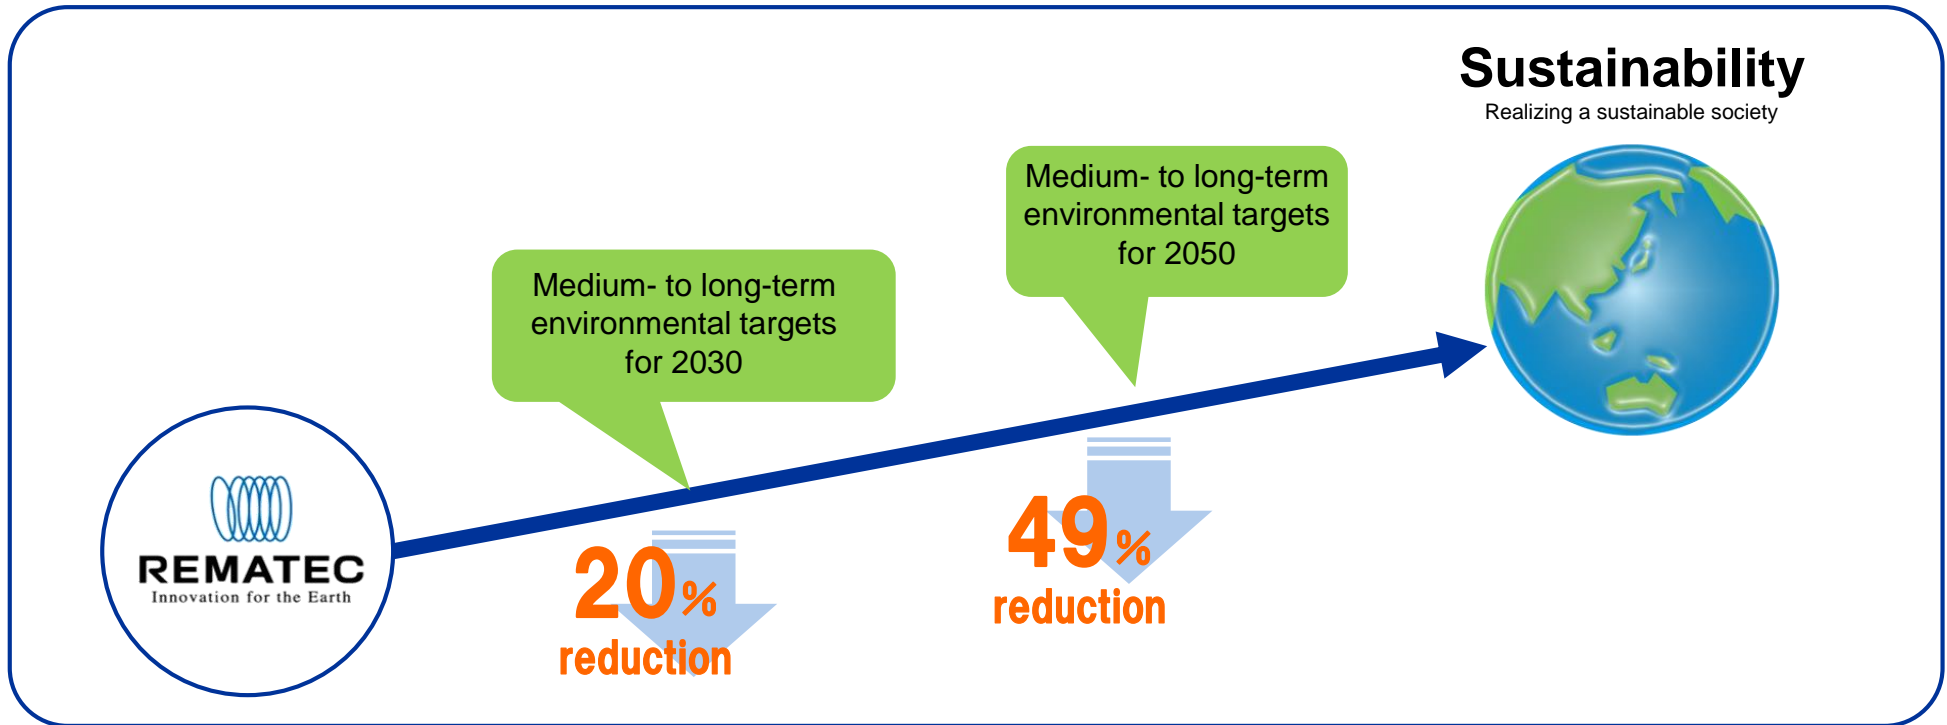 Sustainability
Realizing a sustainable society
Medium- to long-term
environmental targets
for 2050
Medium- to long-term
environmental targets
for 2030
REMATEC
Innovation for the Earth
20%
reduction
49%
reduction